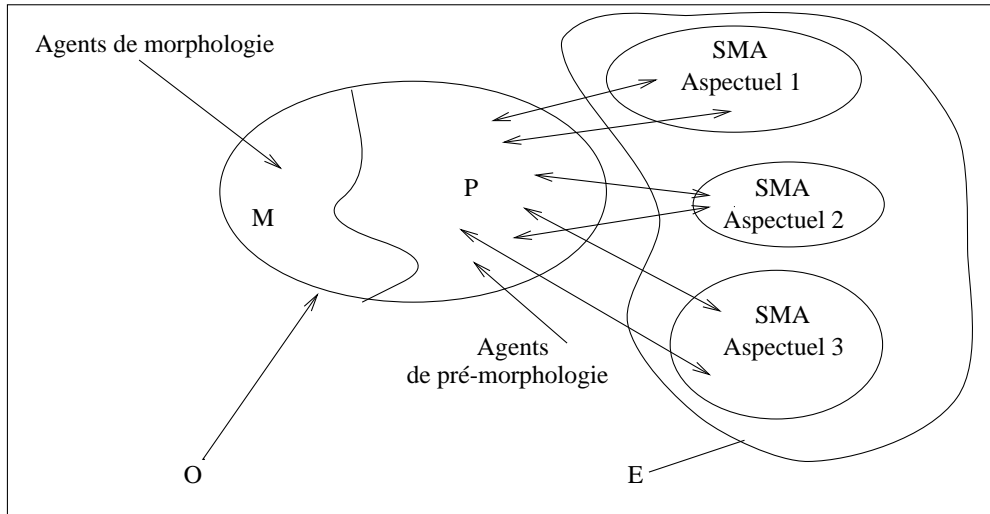 Agents de morphologie
SMA
Aspectuel 1
M
P
SMA
Aspectuel 2
SMA
Aspectuel 3
Agents
de pré-morphologie
O
E